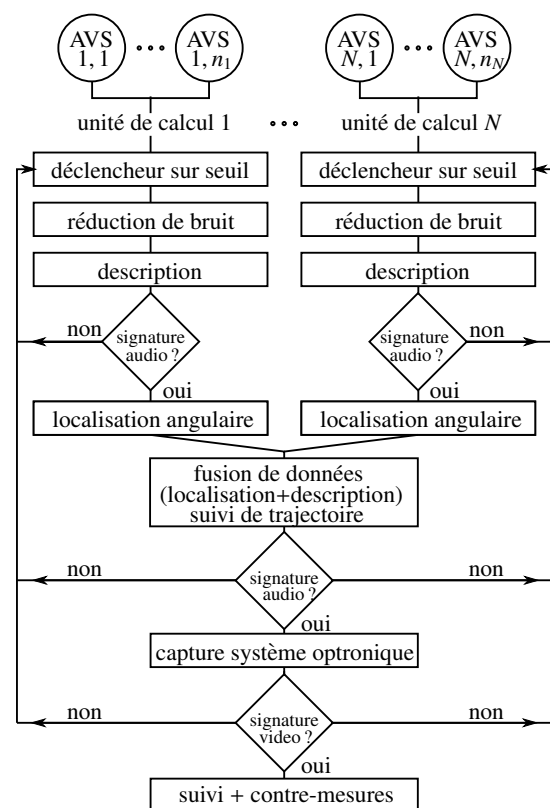 AVS
1, 1
AVS
1, n₁
AVS
N, 1
AVS
N, n_N
unité de calcul 1
unité de calcul N
déclencheur sur seuil
déclencheur sur seuil
réduction de bruit
réduction de bruit
description
description
non
signature
audio ?
signature
audio ?
non
oui
oui
localisation angulaire
localisation angulaire
fusion de données
(localisation+description)
suivi de trajectoire
non
signature
audio ?
non
oui
capture système optronique
non
signature
video ?
non
oui
suivi + contre-mesures